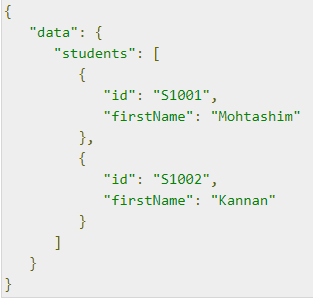 {
   "data": {
      "students": [
         {
            "id": "S1001",
            "firstName": "Mohtashim"
         },
         {
            "id": "S1002",
            "firstName": "Kannan"
         }
      ]
   }
}